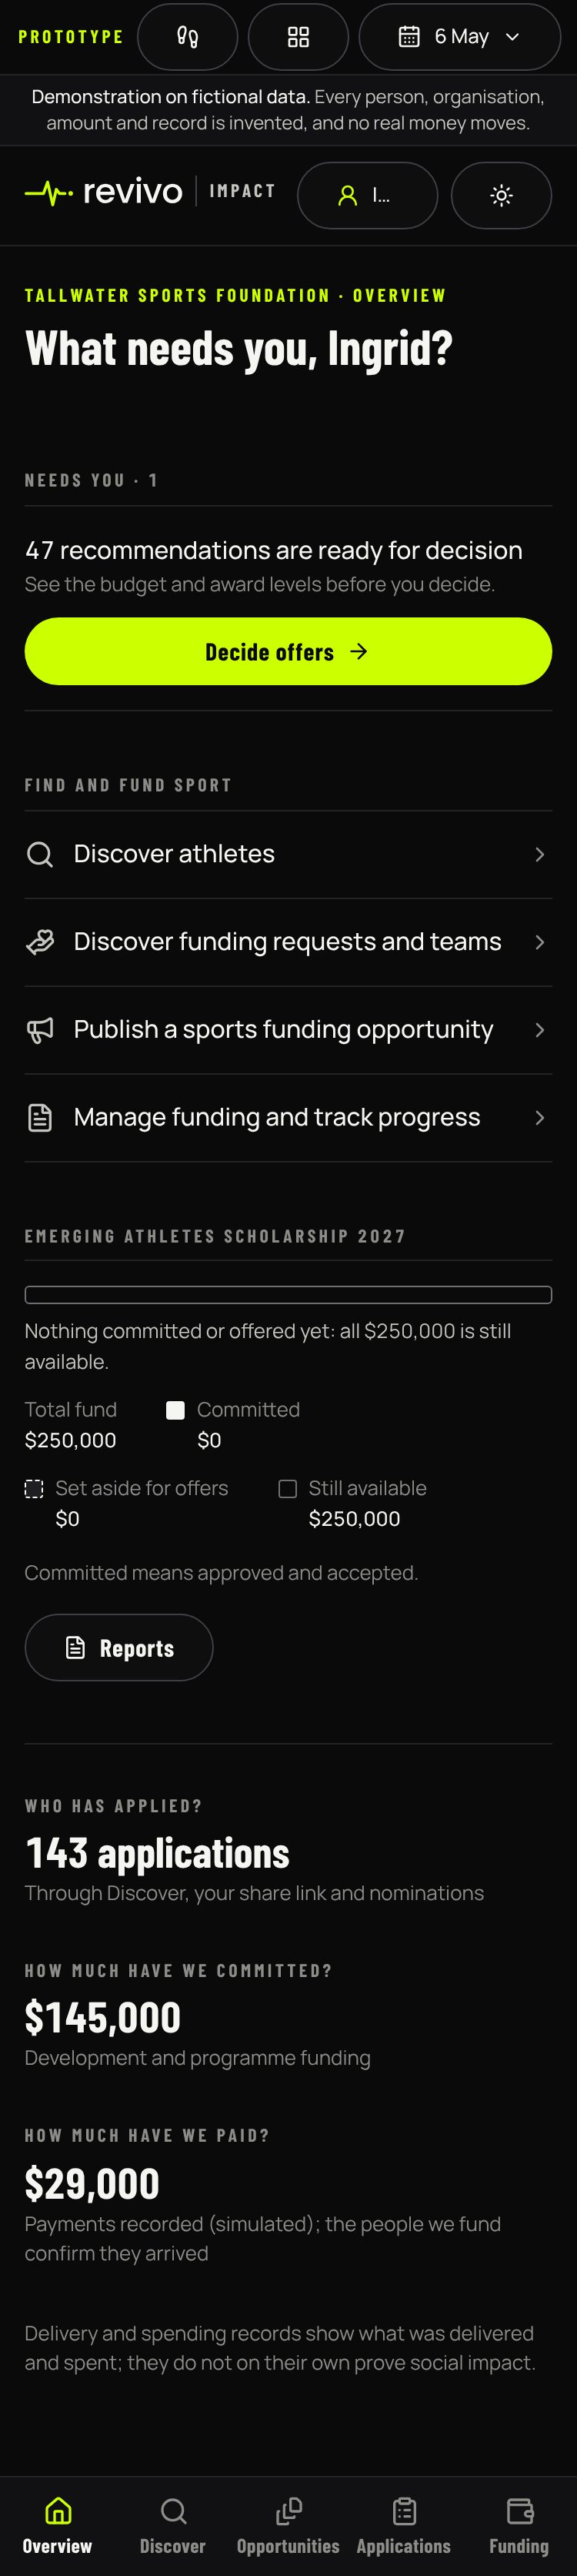 PROTOTYPE
6 May
Demonstration on fictional data. Every person, organisation,
amount and record is invented, and no real money moves.
revivo
IMPACT
I...
TALLWATER SPORTS FOUNDATION · OVERVIEW
What needs you, Ingrid?
NEEDS YOU · 1
47 recommendations are ready for decision
See the budget and award levels before you decide.
Decide offers
FIND AND FUND SPORT
Discover athletes
Discover funding requests and teams
Publish a sports funding opportunity
Manage funding and track progress
EMERGING ATHLETES SCHOLARSHIP 2027
Nothing committed or offered yet: all $250,000 is still
available.
Total fund
$250,000
Committed
$0
Set aside for offers
$0
Still available
$250,000
Committed means approved and accepted.
Reports
WHO HAS APPLIED?
143 applications
Through Discover, your share link and nominations
HOW MUCH HAVE WE COMMITTED?
$145,000
Development and programme funding
HOW MUCH HAVE WE PAID?
$29,000
Payments recorded (simulated); the people we fund
confirm they arrived
Delivery and spending records show what was delivered
and spent; they do not on their own prove social impact.
Overview
Discover
Opportunities
Applications
Funding